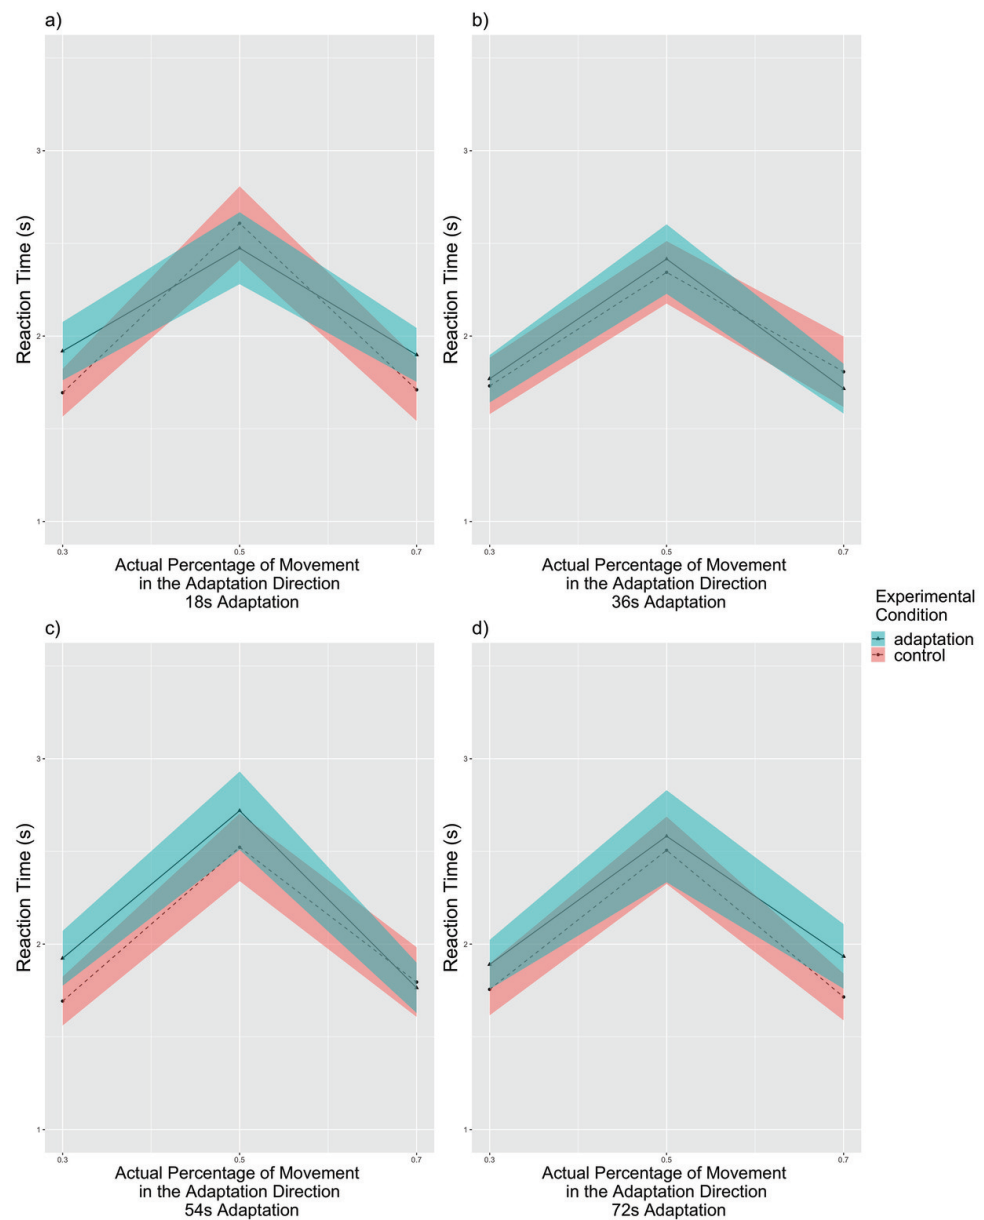 a)
Reaction Time (s)
3
2
1
0.3 0.5 0.7
Actual Percentage of Movement
in the Adaptation Direction
18s Adaptation
b)
Reaction Time (s)
3
2
1
0.3 0.5 0.7
Actual Percentage of Movement
in the Adaptation Direction
36s Adaptation
Experimental
Condition
adaptation
control
c)
Reaction Time (s)
3
2
1
0.3 0.5 0.7
Actual Percentage of Movement
in the Adaptation Direction
54s Adaptation
d)
Reaction Time (s)
3
2
1
0.3 0.5 0.7
Actual Percentage of Movement
in the Adaptation Direction
72s Adaptation